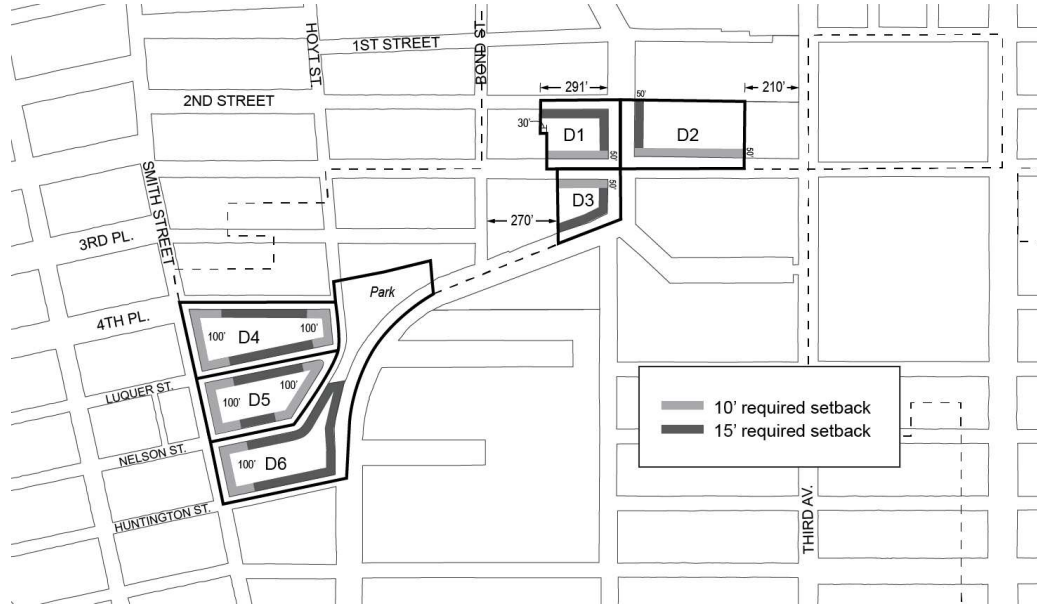 1ST STREET
HOYT ST.
BOND ST.
2ND STREET
291'
210'
30'
D1
50'
50'
D2
50'
SMITH STREET
D3
50'
270'
3RD PL.
Park
4TH PL.
100'
D4
100'
LUQUER ST.
100'
D5
100'
10' required setback
15' required setback
NELSON ST.
100'
D6
HUNTINGTON ST.
THIRD AV.